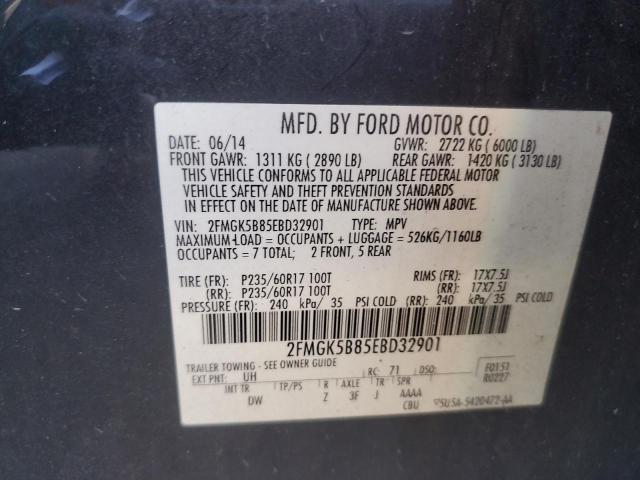 MFD. BY FORD MOTOR CO.
DATE: 06/14 GVWR: 2722 KG ( 6000 LB)
FRONT GAWR: 1311 KG ( 2890 LB) REAR GAWR: 1420 KG ( 3130 LB)
THIS VEHICLE CONFORMS TO ALL APPLICABLE FEDERAL MOTOR
VEHICLE SAFETY AND THEFT PREVENTION STANDARDS
IN EFFECT ON THE DATE OF MANUFACTURE SHOWN ABOVE.
VIN: 2FMGK5B85EBD32901 TYPE: MPV
MAXIMUM-LOAD = OCCUPANTS + LUGGAGE = 526KG/1160LB
OCCUPANTS = 7 TOTAL; 2 FRONT, 5 REAR
TIRE (FR): P235/60R17 100T RIMS (FR): 17X7.5J
(RR): P235/60R17 100T (RR): 17X7.5J
PRESSURE (FR): 240 kPa/ 35 PSI COLD (RR): 240 kPa/ 35 PSI COLD
2FMGK5B85EBD32901
TRAILER TOWING - SEE OWNER GUIDE
EXT PNT: UH RC: 71 DSO: F0151
R0227
INT TR TP/PS R AXLE TR SPR
DW Z 3F J AAAA
CBU 5U5A-5420472-AA